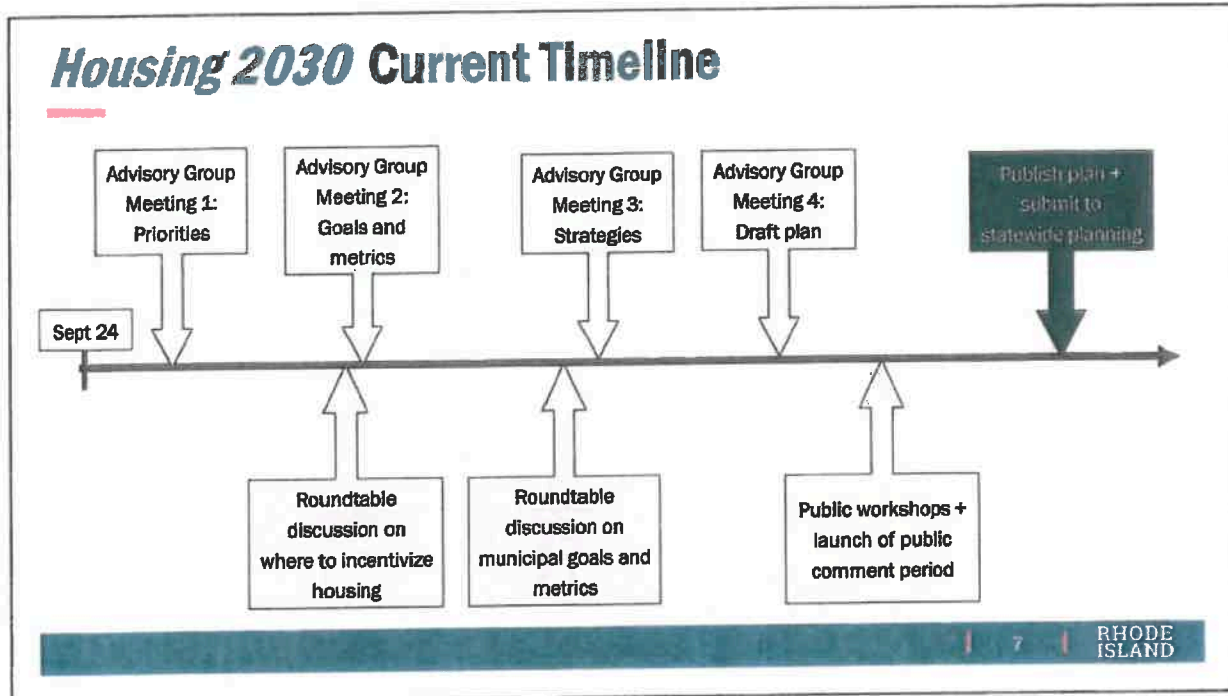 Housing 2030 Current Timeline
Advisory Group
Meeting 1:
Priorities
Advisory Group
Meeting 2:
Goals and
metrics
Advisory Group
Meeting 3:
Strategies
Advisory Group
Meeting 4:
Draft plan
Publish plan +
submit to
statewide planning
Sept 24
Roundtable
discussion on
where to incentivize
housing
Roundtable
discussion on
municipal goals and
metrics
Public workshops +
launch of public
comment period
7
RHODE
ISLAND